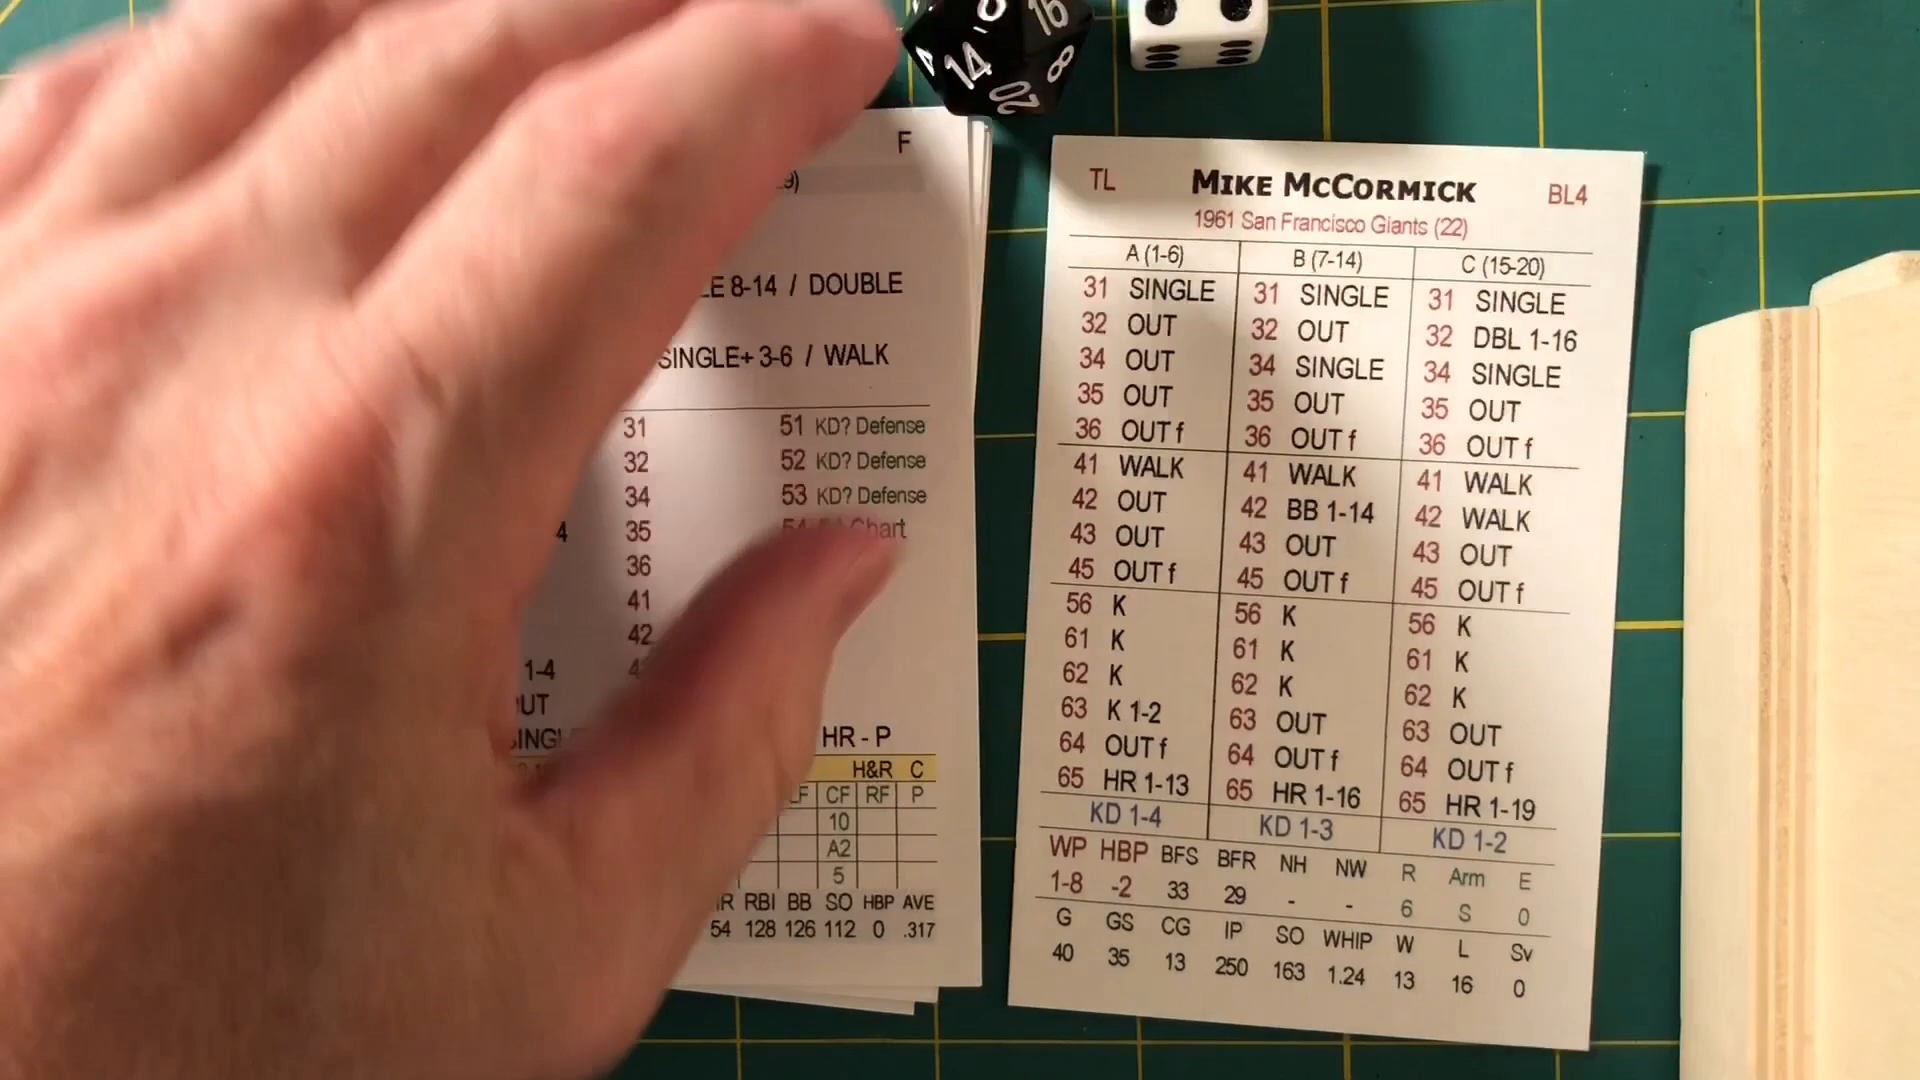 16
14
8
20
F
9)
LE 8-14 / DOUBLE
SINGLE+ 3-6 / WALK
31 51 KD? Defense
32 52 KD? Defense
34 53 KD? Defense
4 35 54 Chart
36
41
42
1-4
UT
SINGL
HR - P
H&R C
LF CF RF P
10
A2
5
HR RBI BB SO HBP AVE
54 128 126 112 0 .317
TL MIKE MCCORMICK BL4
1961 San Francisco Giants (22)
A (1-6) B (7-14) C (15-20)
31 SINGLE 31 SINGLE 31 SINGLE
32 OUT 32 OUT 32 DBL 1-16
34 OUT 34 SINGLE 34 SINGLE
35 OUT 35 OUT 35 OUT
36 OUT f 36 OUT f 36 OUT f
41 WALK 41 WALK 41 WALK
42 OUT 42 BB 1-14 42 WALK
43 OUT 43 OUT 43 OUT
45 OUT f 45 OUT f 45 OUT f
56 K 56 K 56 K
61 K 61 K 61 K
62 K 62 K 62 K
63 K 1-2 63 OUT 63 OUT
64 OUT f 64 OUT f 64 OUT f
65 HR 1-13 65 HR 1-16 65 HR 1-19
KD 1-4 KD 1-3 KD 1-2
WP HBP BFS BFR NH NW R Arm E
1-8 -2 33 29 - - 6 S 0
G GS CG IP SO WHIP W L Sv
40 35 13 250 163 1.24 13 16 0